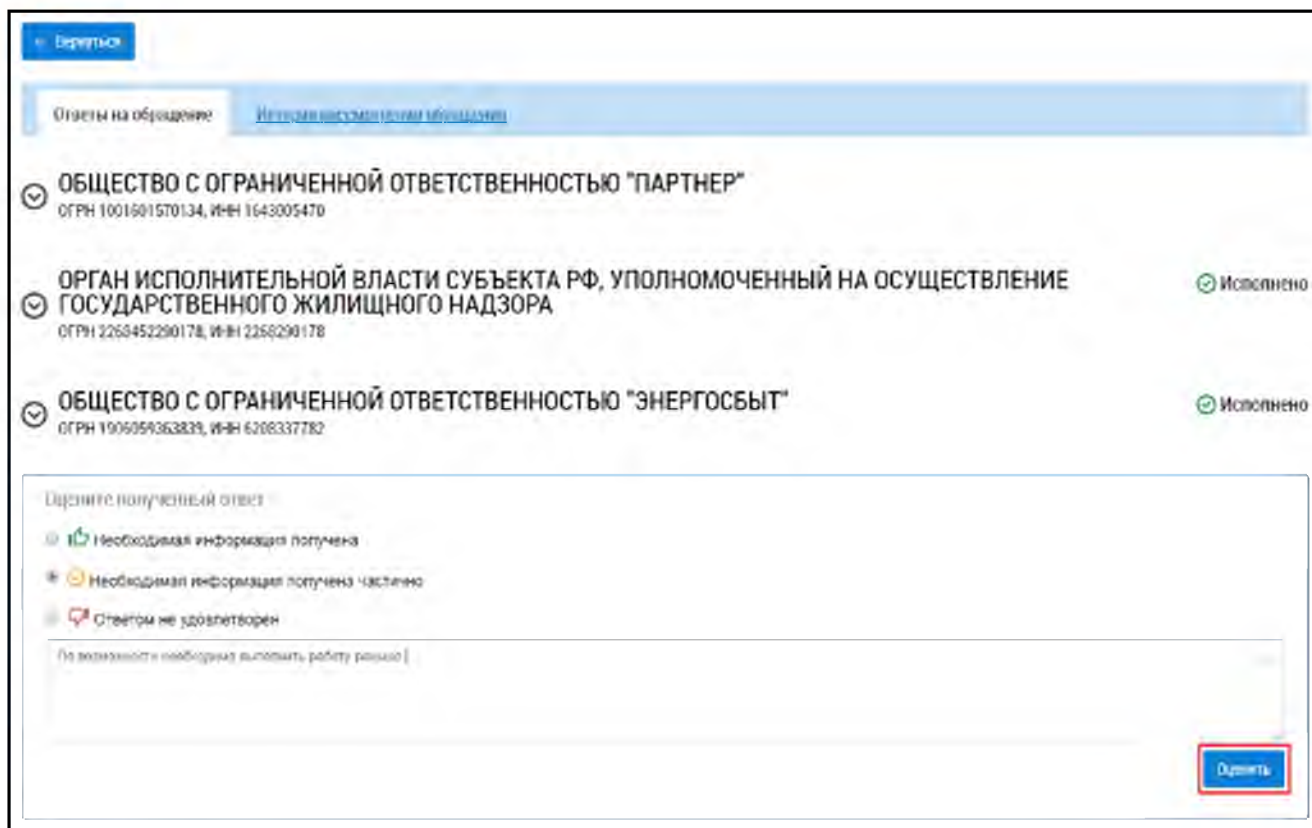 ← Вернуться
Ответы на обращение История рассмотрения обращения
ОБЩЕСТВО С ОГРАНИЧЕННОЙ ОТВЕТСТВЕННОСТЬЮ "ПАРТНЕР"
ОГРН 1001601570134, ИНН 1643005470
ОРГАН ИСПОЛНИТЕЛЬНОЙ ВЛАСТИ СУБЪЕКТА РФ, УПОЛНОМОЧЕННЫЙ НА ОСУЩЕСТВЛЕНИЕ
Исполнено
ГОСУДАРСТВЕННОГО ЖИЛИЩНОГО НАДЗОРА
ОГРН 2268452290178, ИНН 2268290178
ОБЩЕСТВО С ОГРАНИЧЕННОЙ ОТВЕТСТВЕННОСТЬЮ "ЭНЕРГОСБЫТ"
Исполнено
ОГРН 1906059363839, ИНН 6208337782
Оцените полученный ответ
Необходимая информация получена
Необходимая информация получена частично
Ответом не удовлетворен
По возможности необходимо выполнить работу раньше
Оценить